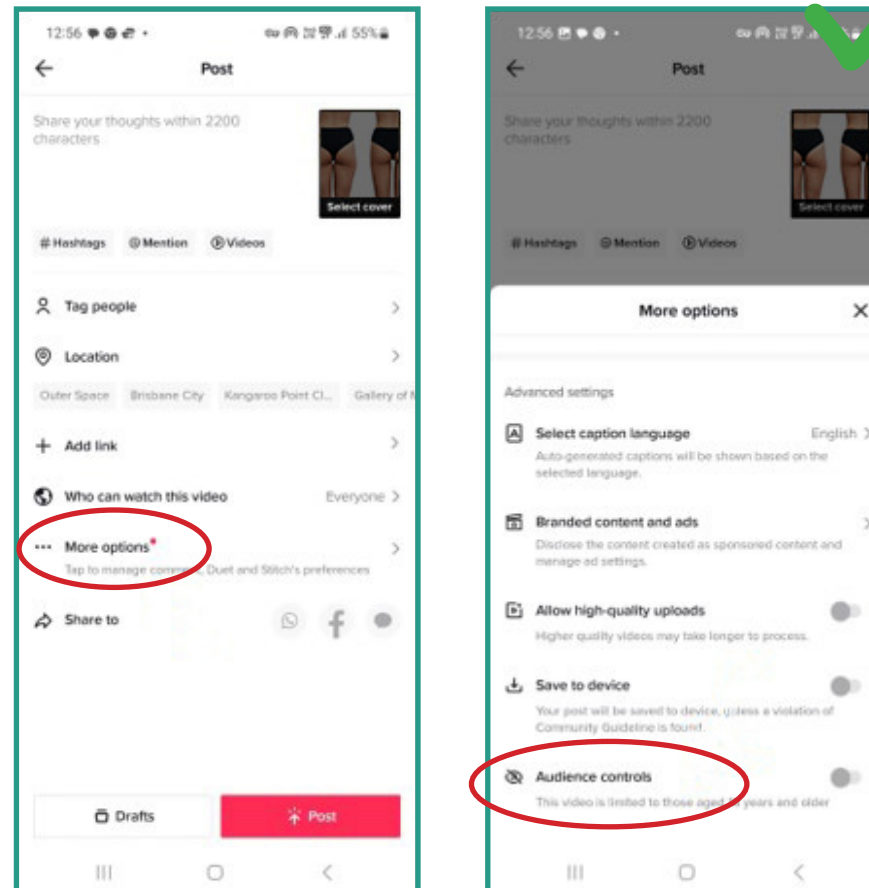 12:56
55%
Post
Share your thoughts within 2200
characters
Select cover
# Hashtags
@ Mention
Videos
Tag people
Location
Outer Space
Brisbane City
Kangaroo Point Cl...
Gallery of
Add link
Who can watch this video
Everyone
More options
Tap to manage comment, Duet and Stitch's preferences
Share to
Drafts
Post
12:56
Post
Share your thoughts within 2200
characters
Select cover
# Hashtags
@ Mention
Videos
More options
Advanced settings
Select caption language
English
Auto-generated captions will be shown based on the
selected language.
Branded content and ads
Disclose the content created as sponsored content and
manage ad settings.
Allow high-quality uploads
Higher quality videos may take longer to process.
Save to device
Your post will be saved to device, unless a violation of
Community Guideline is found.
Audience controls
This video is limited to those aged years and older